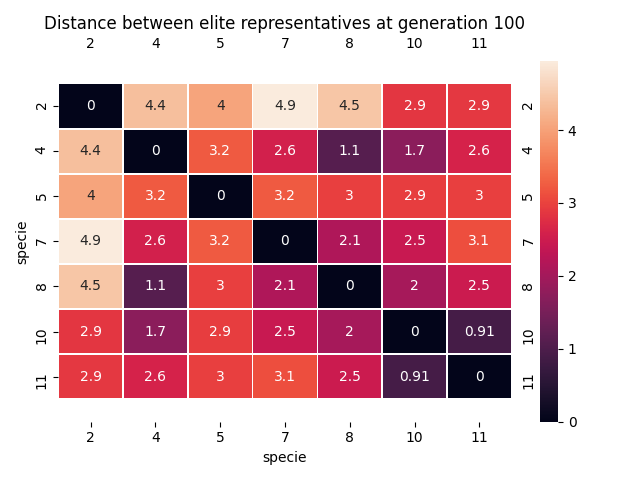 Distance between elite representatives at generation 100
2 4 5 7 8 10 11
2 0 4.4 4 4.9 4.5 2.9 2.9 2
4 4.4 0 3.2 2.6 1.1 1.7 2.6 4
5 4 3.2 0 3.2 3 2.9 3 5
7 4.9 2.6 3.2 0 2.1 2.5 3.1 7
8 4.5 1.1 3 2.1 0 2 2.5 8
10 2.9 1.7 2.9 2.5 2 0 0.91 10
11 2.9 2.6 3 3.1 2.5 0.91 0 11
specie
2 4 5 7 8 10 11
specie
4
3
2
1
0